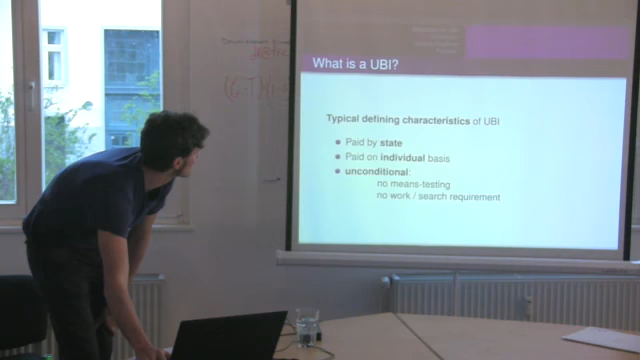 What is a UBI?
Typical defining characteristics of UBI
Paid by state
Paid on individual basis
unconditional:
no means-testing
no work / search requirement